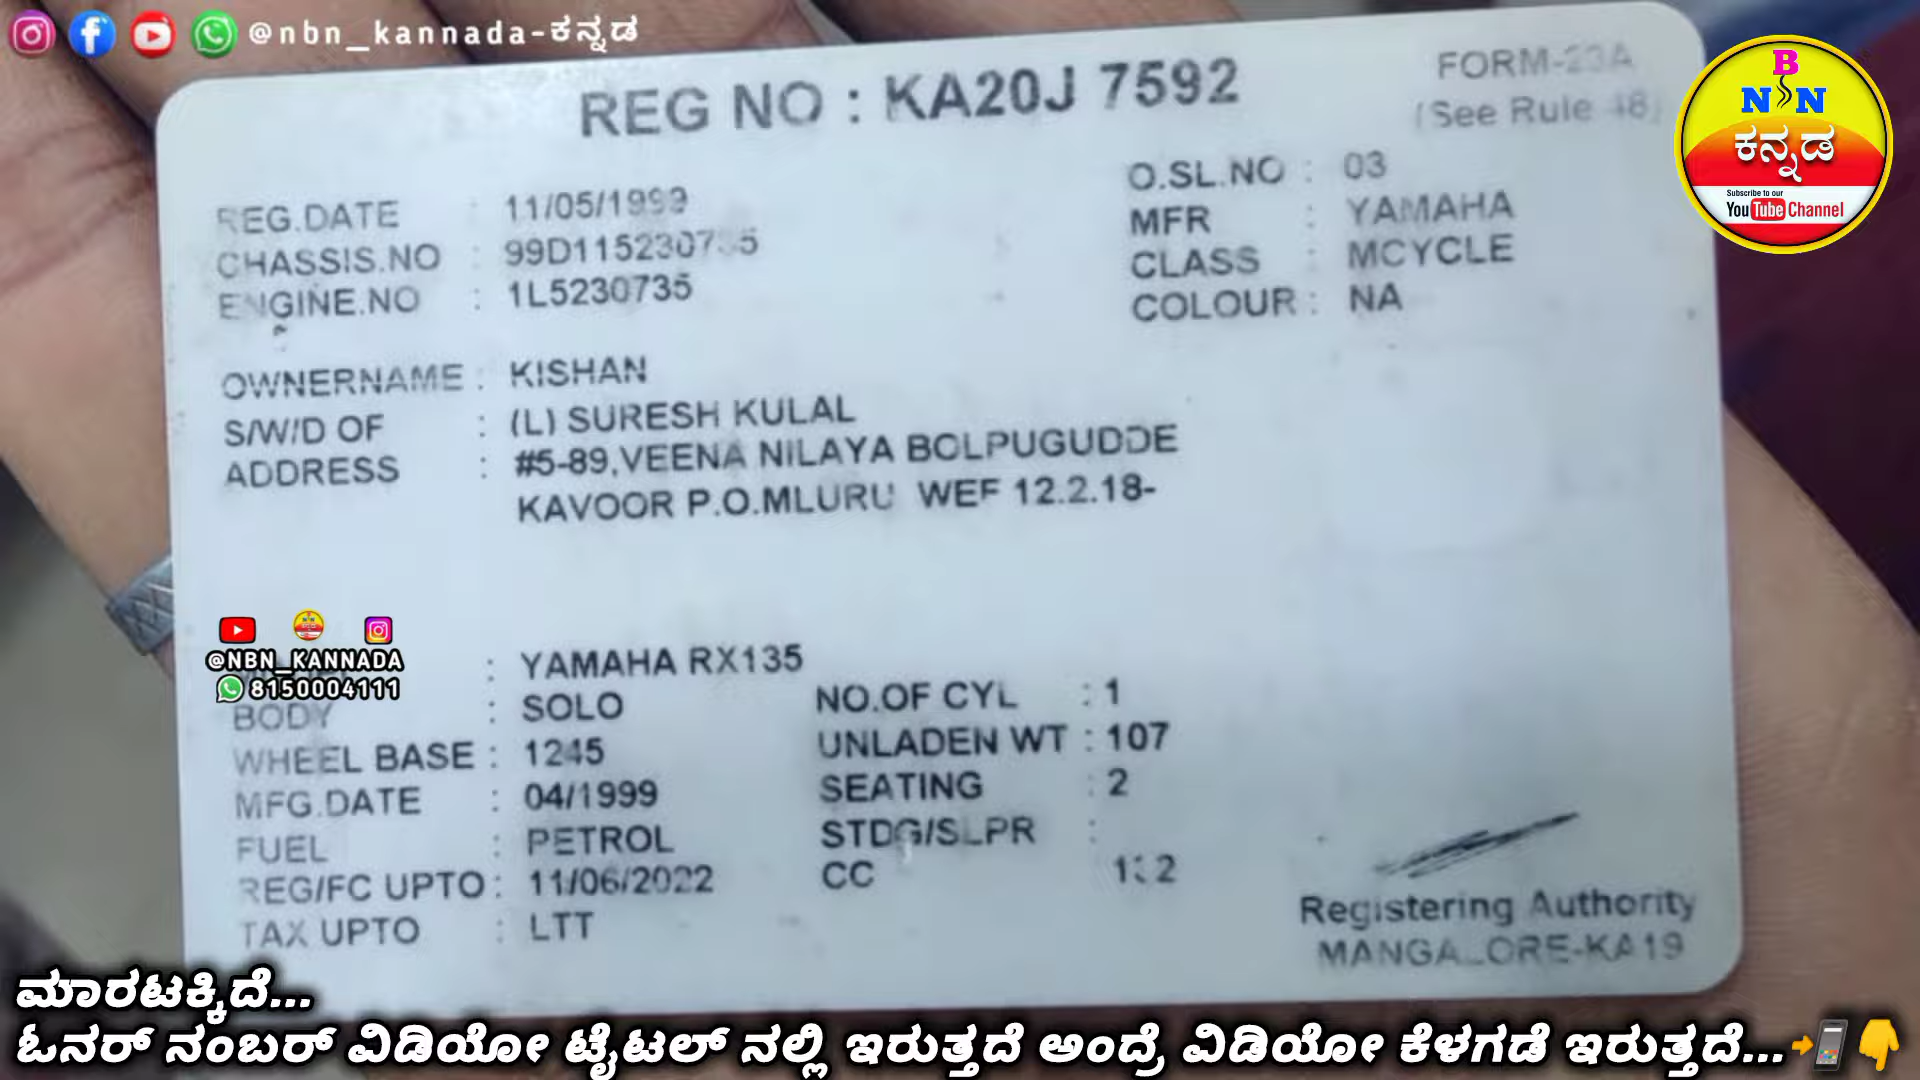 @nbn_kannada-ಕನ್ನಡ
B
N N
ಕನ್ನಡ
Subscribe to our
YouTube Channel
REG NO : KA20J 7592
FORM-23A
(See Rule 48)
REG.DATE : 11/05/1999
CHASSIS.NO : 99D115230735
ENGINE.NO : 1L5230735
O.SL.NO : 03
MFR : YAMAHA
CLASS : MCYCLE
COLOUR : NA
OWNERNAME : KISHAN
S/W/D OF : (L) SURESH KULAL
ADDRESS : #5-89,VEENA NILAYA BOLPUGUDDE
KAVOOR P.O.MLURU WEF 12.2.18-
@NBN_KANNADA
8150004111
: YAMAHA RX135
BODY : SOLO
WHEEL BASE : 1245
MFG.DATE : 04/1999
FUEL : PETROL
REG/FC UPTO : 11/06/2022
TAX UPTO : LTT
NO.OF CYL : 1
UNLADEN WT : 107
SEATING : 2
STDG/SLPR :
CC
Registering Authority
MANGALORE-KA19
ಮಾರಟಕ್ಕಿದೆ...
ಓನರ್ ನಂಬರ್ ವಿಡಿಯೋ ಟೈಟಲ್ ನಲ್ಲಿ ಇರುತ್ತದೆ ಅಂದ್ರೆ ವಿಡಿಯೋ ಕೆಳಗಡೆ ಇರುತ್ತದೆ...